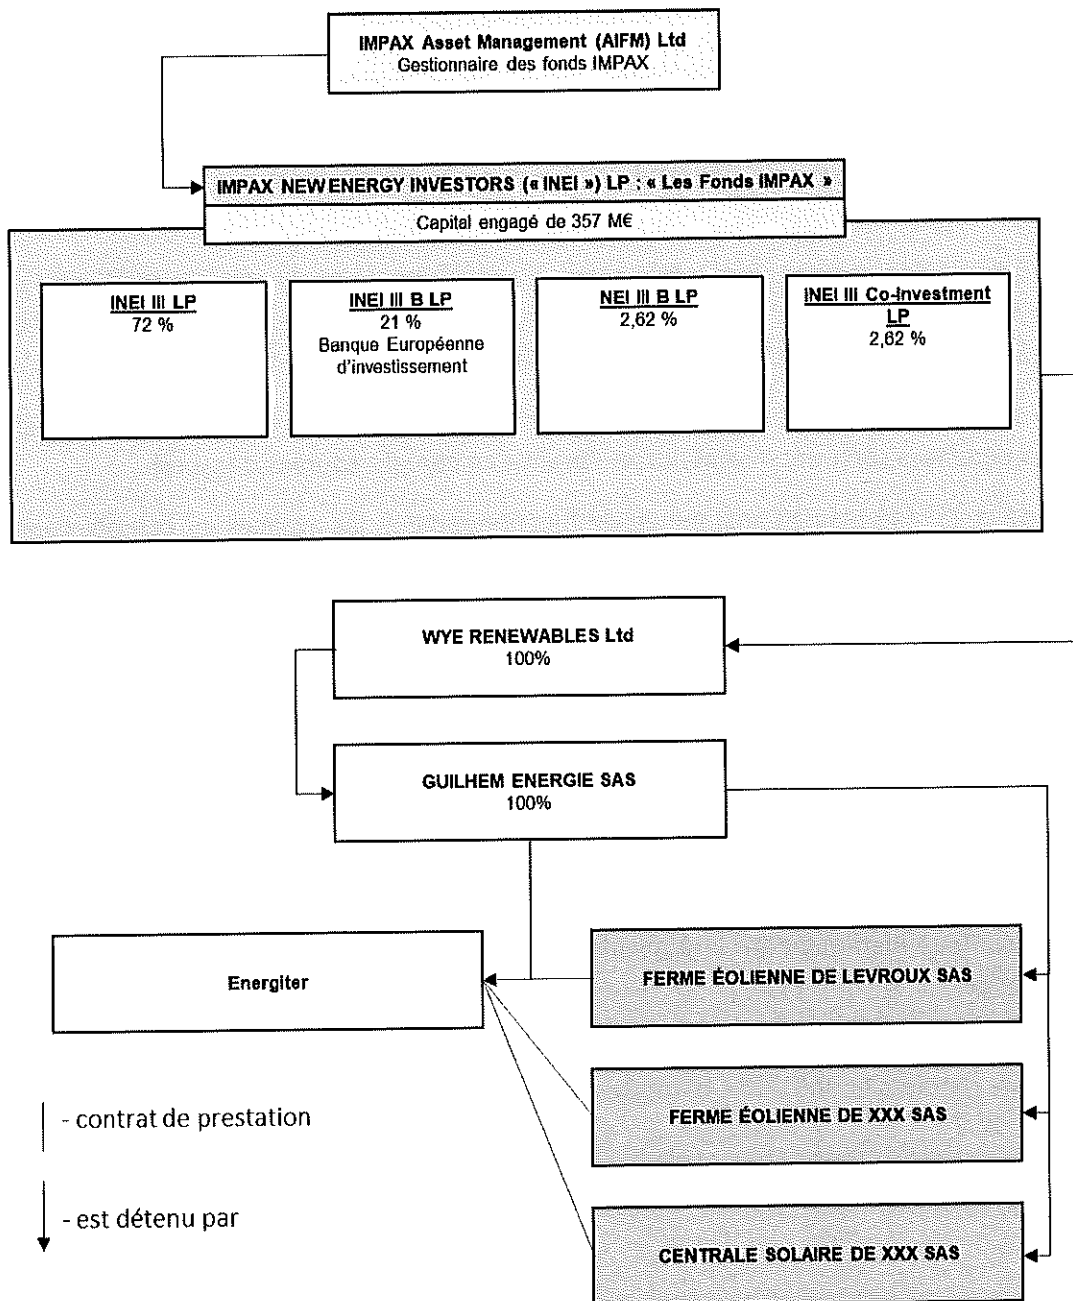 IMPAX Asset Management (AIFM) Ltd
Gestionnaire des fonds IMPAX
IMPAX NEW ENERGY INVESTORS (« INEI ») LP : « Les Fonds IMPAX »
Capital engagé de 357 M€
INEI III LP
72 %
INEI III B LP
21 %
Banque Européenne
d'investissement
NEI III B LP
2,62 %
INEI III Co-Investment
LP
2,62 %
WYE RENEWABLES Ltd
100%
GUILHEM ENERGIE SAS
100%
Energiter
FERME ÉOLIENNE DE LEVROUX SAS
FERME ÉOLIENNE DE XXX SAS
CENTRALE SOLAIRE DE XXX SAS
- contrat de prestation
- est détenu par